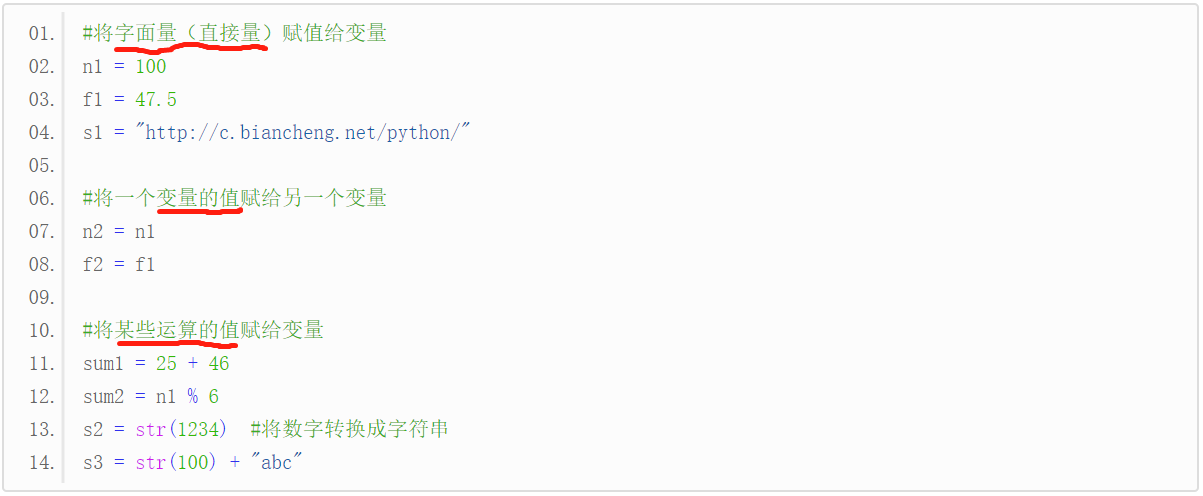 01. #将字面量（直接量）赋值给变量
02. n1 = 100
03. f1 = 47.5
04. s1 = "http://c.biancheng.net/python/"
05.
06. #将一个变量的值赋给另一个变量
07. n2 = n1
08. f2 = f1
09.
10. #将某些运算的值赋给变量
11. sum1 = 25 + 46
12. sum2 = n1 % 6
13. s2 = str(1234)  #将数字转换成字符串
14. s3 = str(100) + "abc"